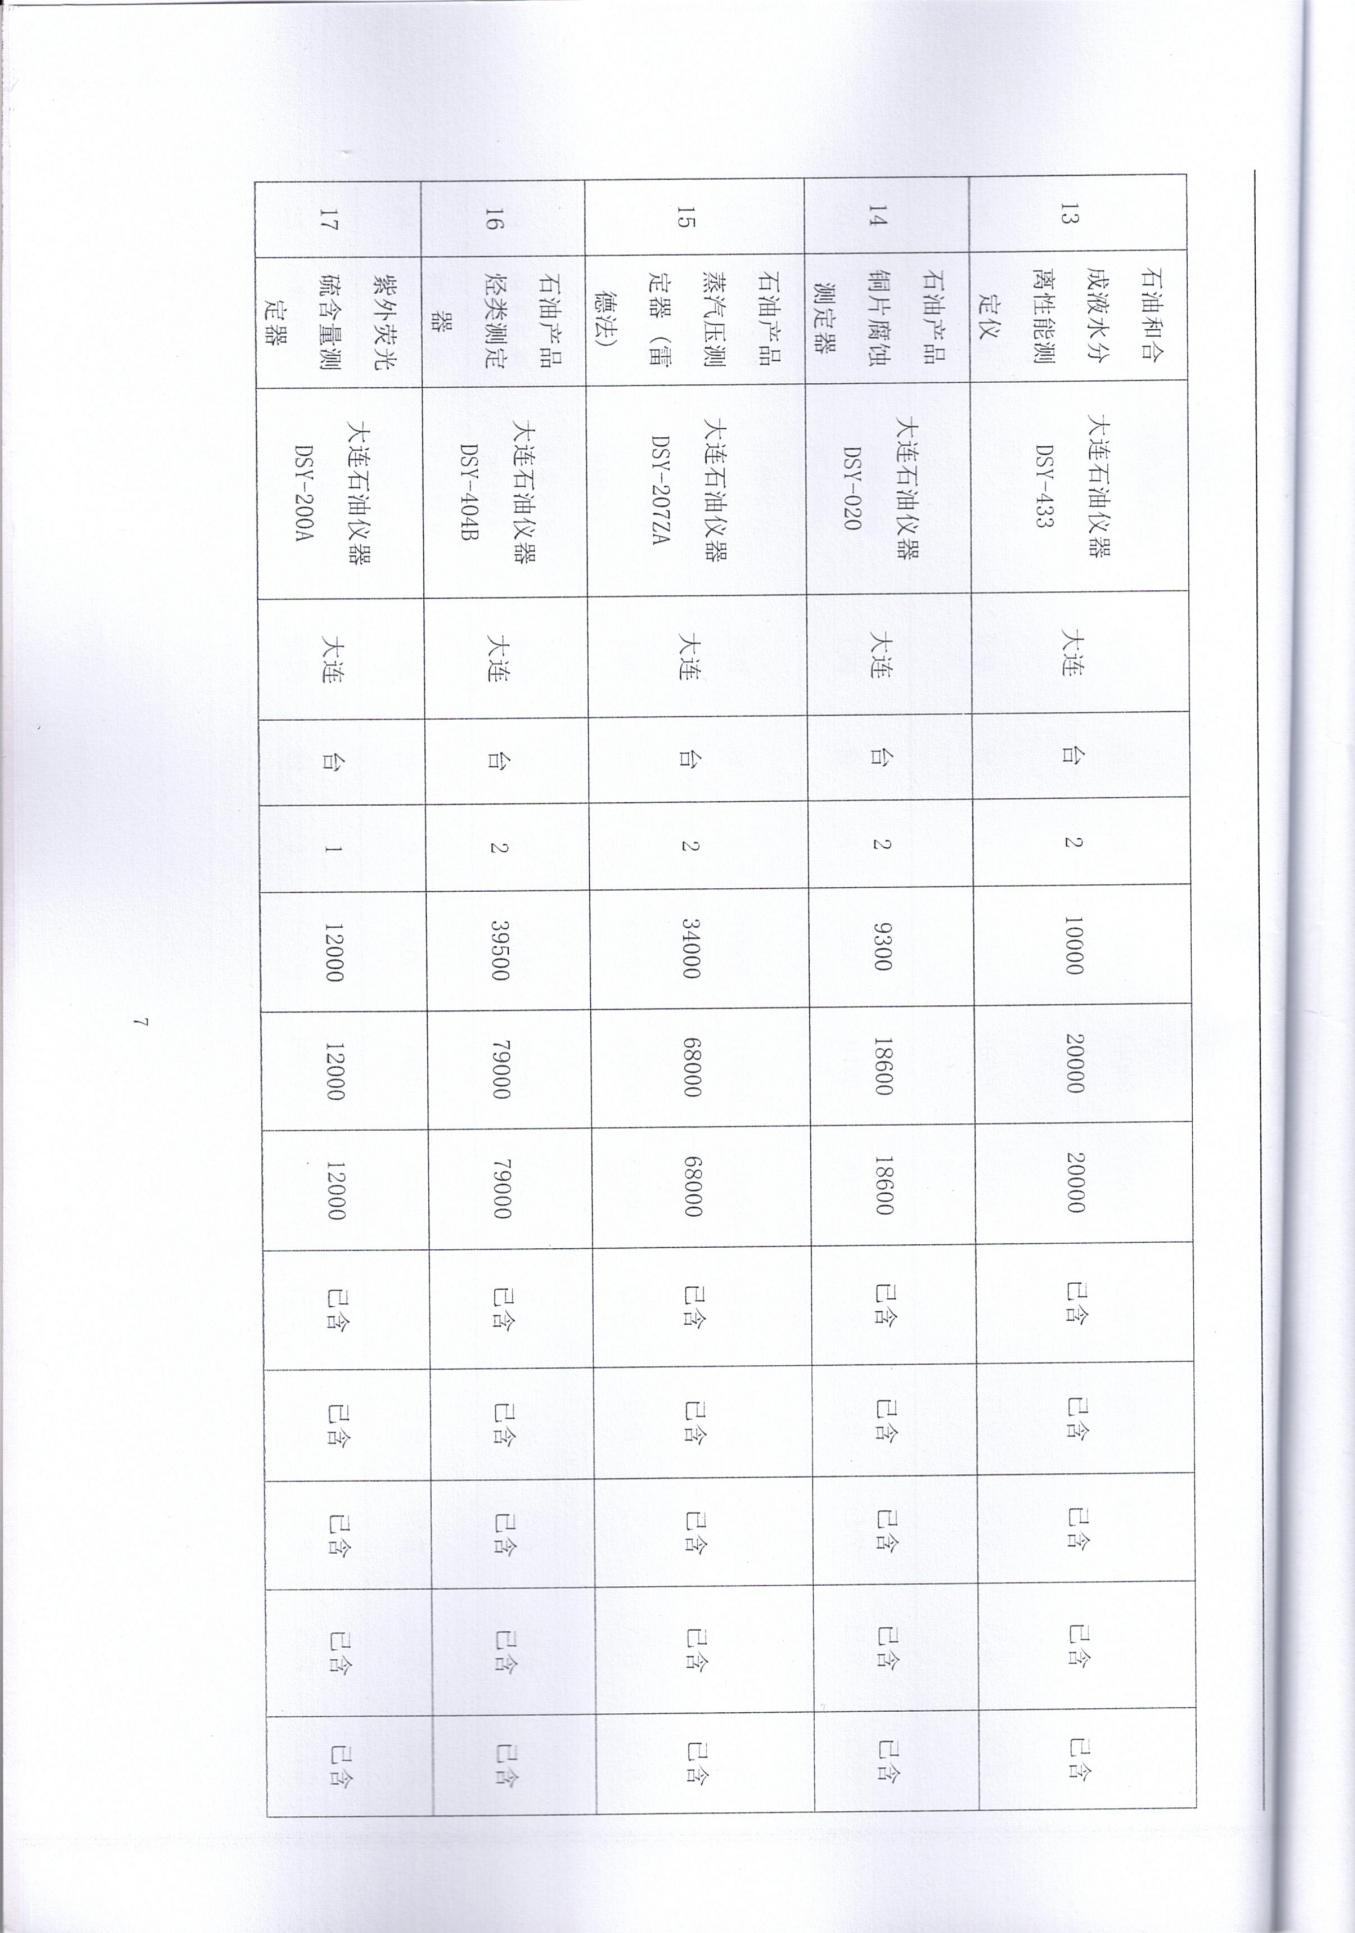 13
石油和合
成液水分
离性能测
定仪
大连石油仪器
DSY-433
大连
台
2
10000
20000
20000
已含
已含
已含
已含
已含
14
石油产品
铜片腐蚀
测定器
大连石油仪器
DSY-020
大连
台
2
9300
18600
18600
已含
已含
已含
已含
已含
15
石油产品
蒸汽压测
定器（雷
德法）
大连石油仪器
DSY-207ZA
大连
台
2
34000
68000
68000
已含
已含
已含
已含
已含
16
石油产品
烃类测定
器
大连石油仪器
DSY-404B
大连
台
2
39500
79000
79000
已含
已含
已含
已含
已含
17
紫外荧光
硫含量测
定器
大连石油仪器
DSY-200A
大连
台
1
12000
12000
12000
已含
已含
已含
已含
已含
7